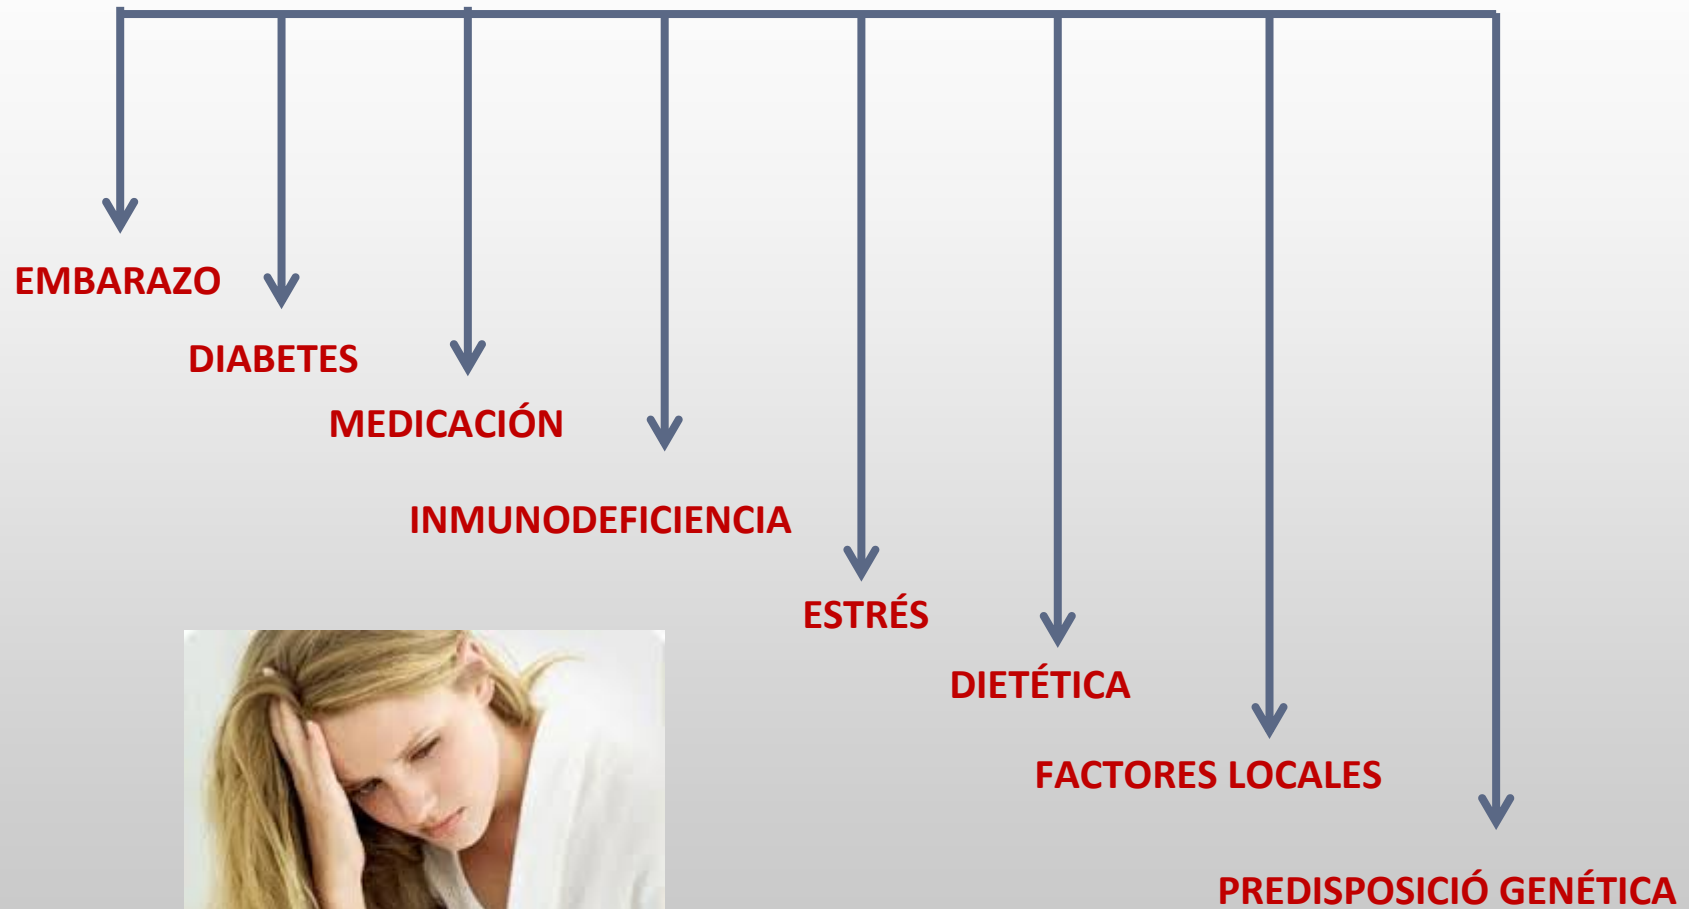 EMBARAZO
DIABETES
MEDICACIÓN
INMUNODEFICIENCIA
ESTRÉS
DIETÉTICA
FACTORES LOCALES
PREDISPOSICIÓ GENÉTICA